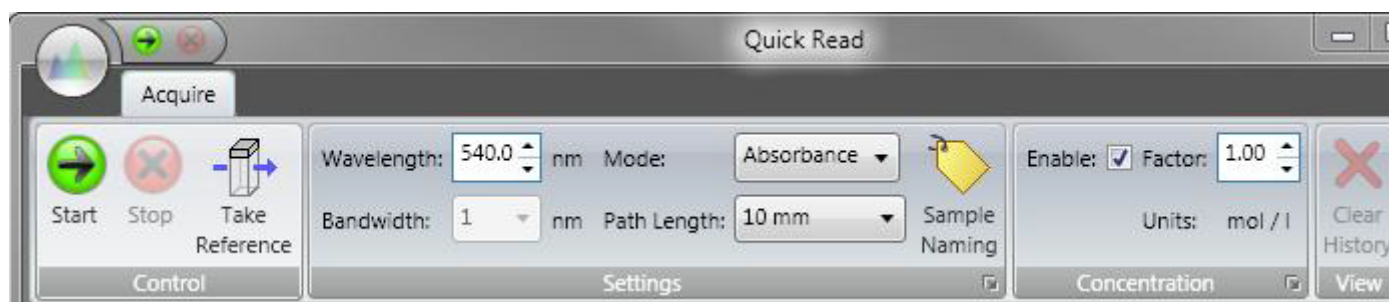 Quick Read
Acquire
Wavelength: 540.0 nm Mode: Absorbance Enable: Factor: 1.00
Start Stop Take Reference Bandwidth: 1 nm Path Length: 10 mm Sample Naming Units: mol / l Clear History
Control Settings Concentration View